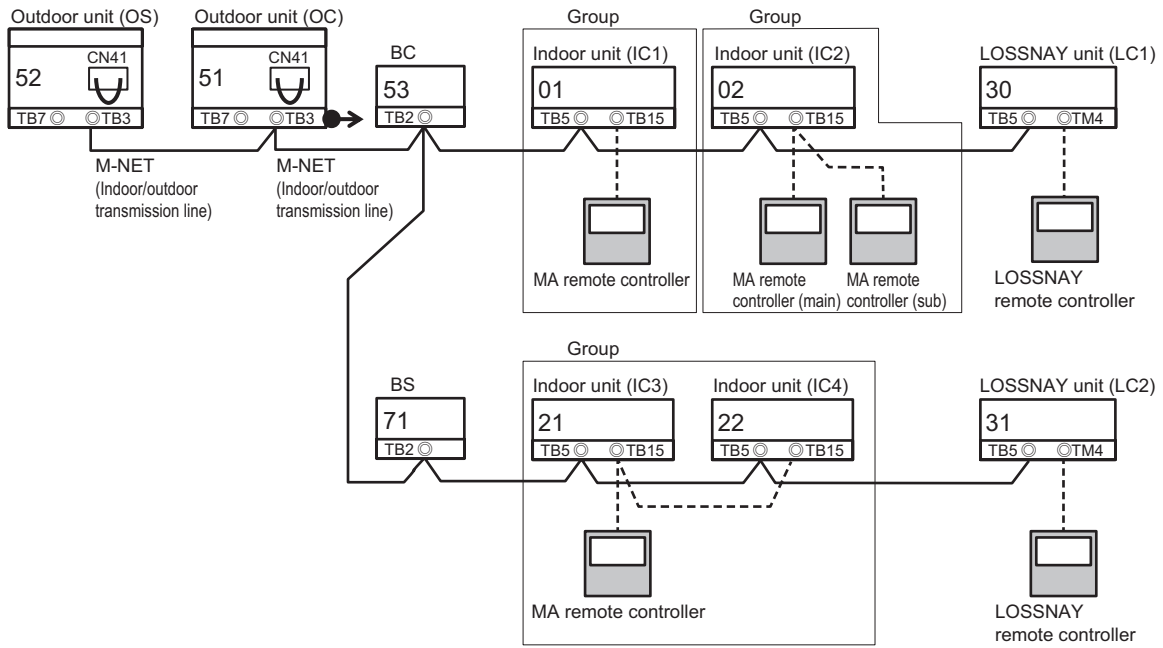 Outdoor unit (OS)
52
CN41
TB7
TB3
Outdoor unit (OC)
51
CN41
TB7
TB3
M-NET
(Indoor/outdoor
transmission line)
M-NET
(Indoor/outdoor
transmission line)
BC
53
TB2
Group
Indoor unit (IC1)
01
TB5
TB15
MA remote controller
Group
Indoor unit (IC2)
02
TB5
TB15
MA remote
controller (main)
MA remote
controller (sub)
LOSSNAY unit (LC1)
30
TB5
TM4
LOSSNAY
remote controller
BS
71
TB2
Group
Indoor unit (IC3)
21
TB5
TB15
Indoor unit (IC4)
22
TB5
TB15
MA remote controller
LOSSNAY unit (LC2)
31
TB5
TM4
LOSSNAY
remote controller